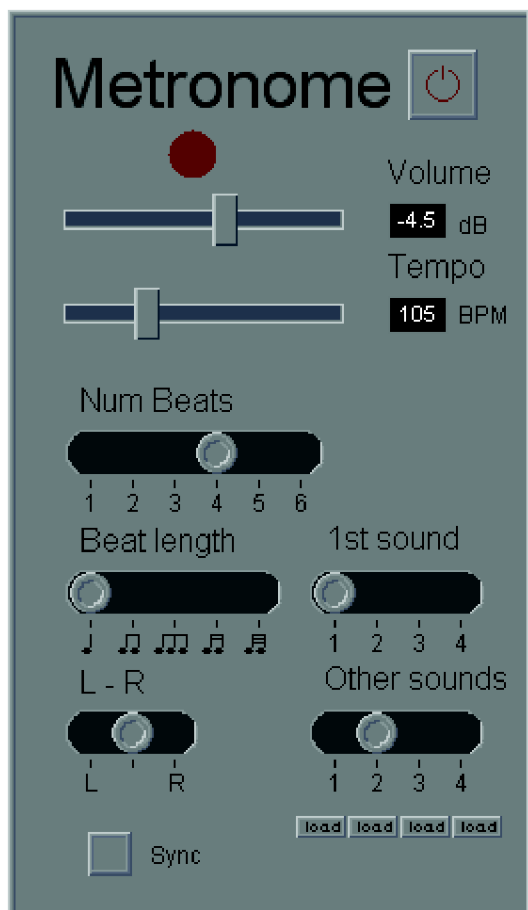 Metronome
Volume
-4.5 dB
Tempo
105 BPM
Num Beats
1 2 3 4 5 6
Beat length
1st sound
1 2 3 4
L - R
Other sounds
L R
1 2 3 4
load load load load
Sync